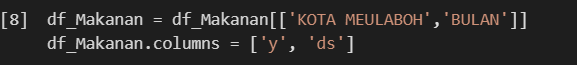 [8] df_Makanan = df_Makanan[['KOTA MEULABOH','BULAN']]
df_Makanan.columns = ['y', 'ds']